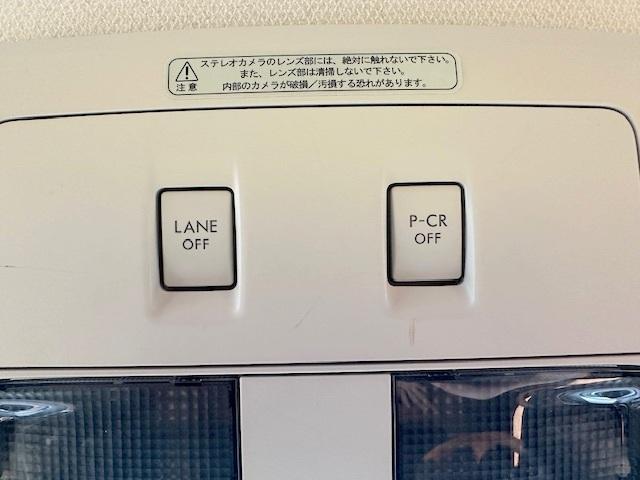 ステレオカメラのレンズ部には、絶対に触れないで下さい。
また、レンズ部は清掃しないで下さい。
内部のカメラが破損／汚損する恐れがあります。
注意
LANE
OFF
P-CR
OFF